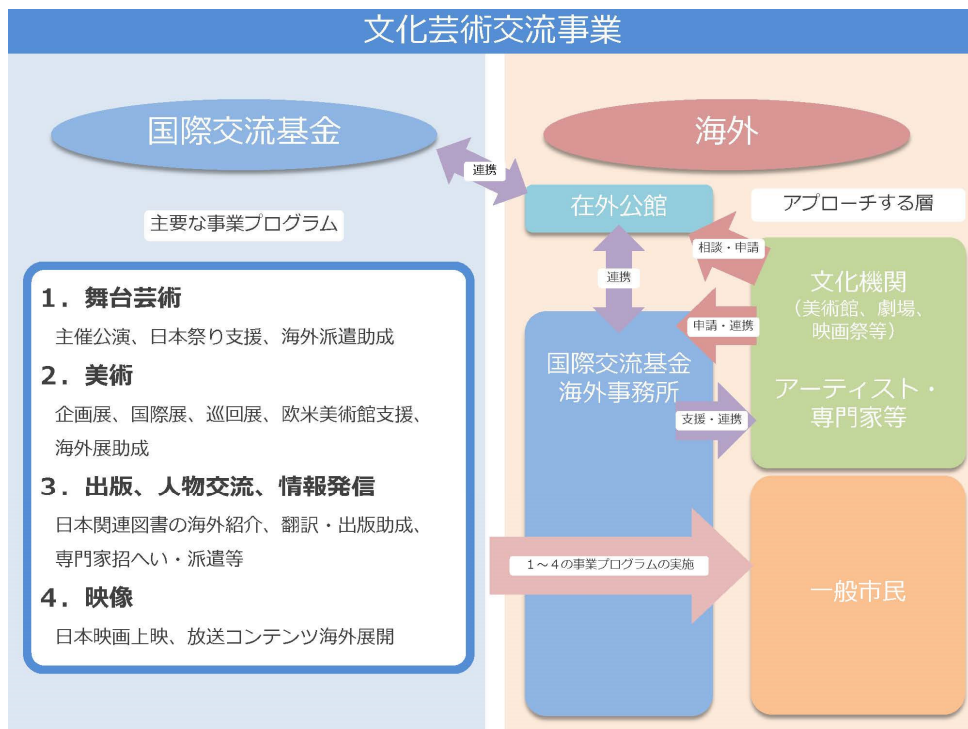 文化芸術交流事業
国際交流基金
海外
連携
在外公館
アプローチする層
主要な事業プログラム
相談・申請
連携
文化機関
（美術館、劇場、
映画祭等）
申請・連携
国際交流基金
海外事務所
アーティスト・
専門家等
支援・連携
1．舞台芸術
主催公演、日本祭り支援、海外派遣助成
2．美術
企画展、国際展、巡回展、欧米美術館支援、
海外展助成
3．出版、人物交流、情報発信
日本関連図書の海外紹介、翻訳・出版助成、
専門家招へい・派遣等
4．映像
日本映画上映、放送コンテンツ海外展開
1～4の事業プログラムの実施
一般市民